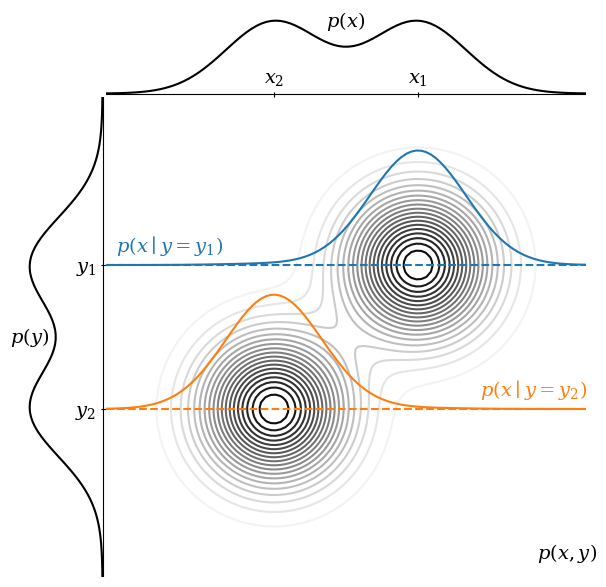 p(x)
x₂
x₁
p(x | y = y₁)
y₁
p(y)
p(x | y = y₂)
y₂
p(x, y)